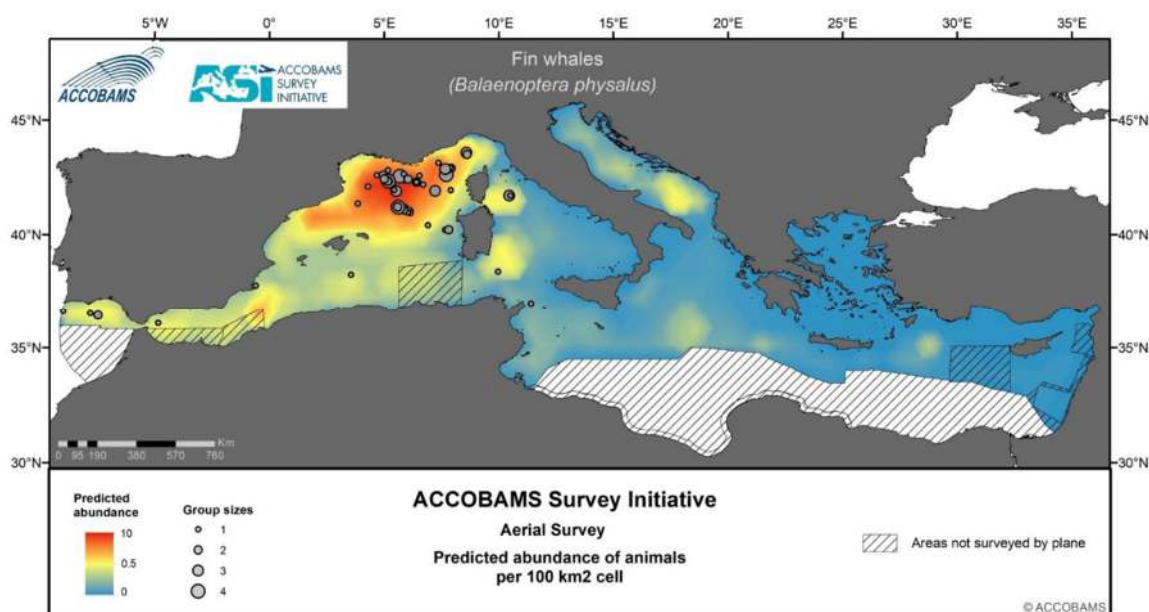 5°W 0° 5°E 10°E 15°E 20°E 25°E 30°E 35°E
ACCOBAMS
ASI ACCOBAMS
SURVEY
INITIATIVE
Fin whales
(Balaenoptera physalus)
45°N 45°N
40°N 40°N
35°N 35°N
30°N 30°N
Km
0 95 190 380 570 760
Predicted
abundance
10
0.5
0
Group sizes
1
2
3
4
ACCOBAMS Survey Initiative
Aerial Survey
Predicted abundance of animals
per 100 km2 cell
Areas not surveyed by plane
© ACCOBAMS